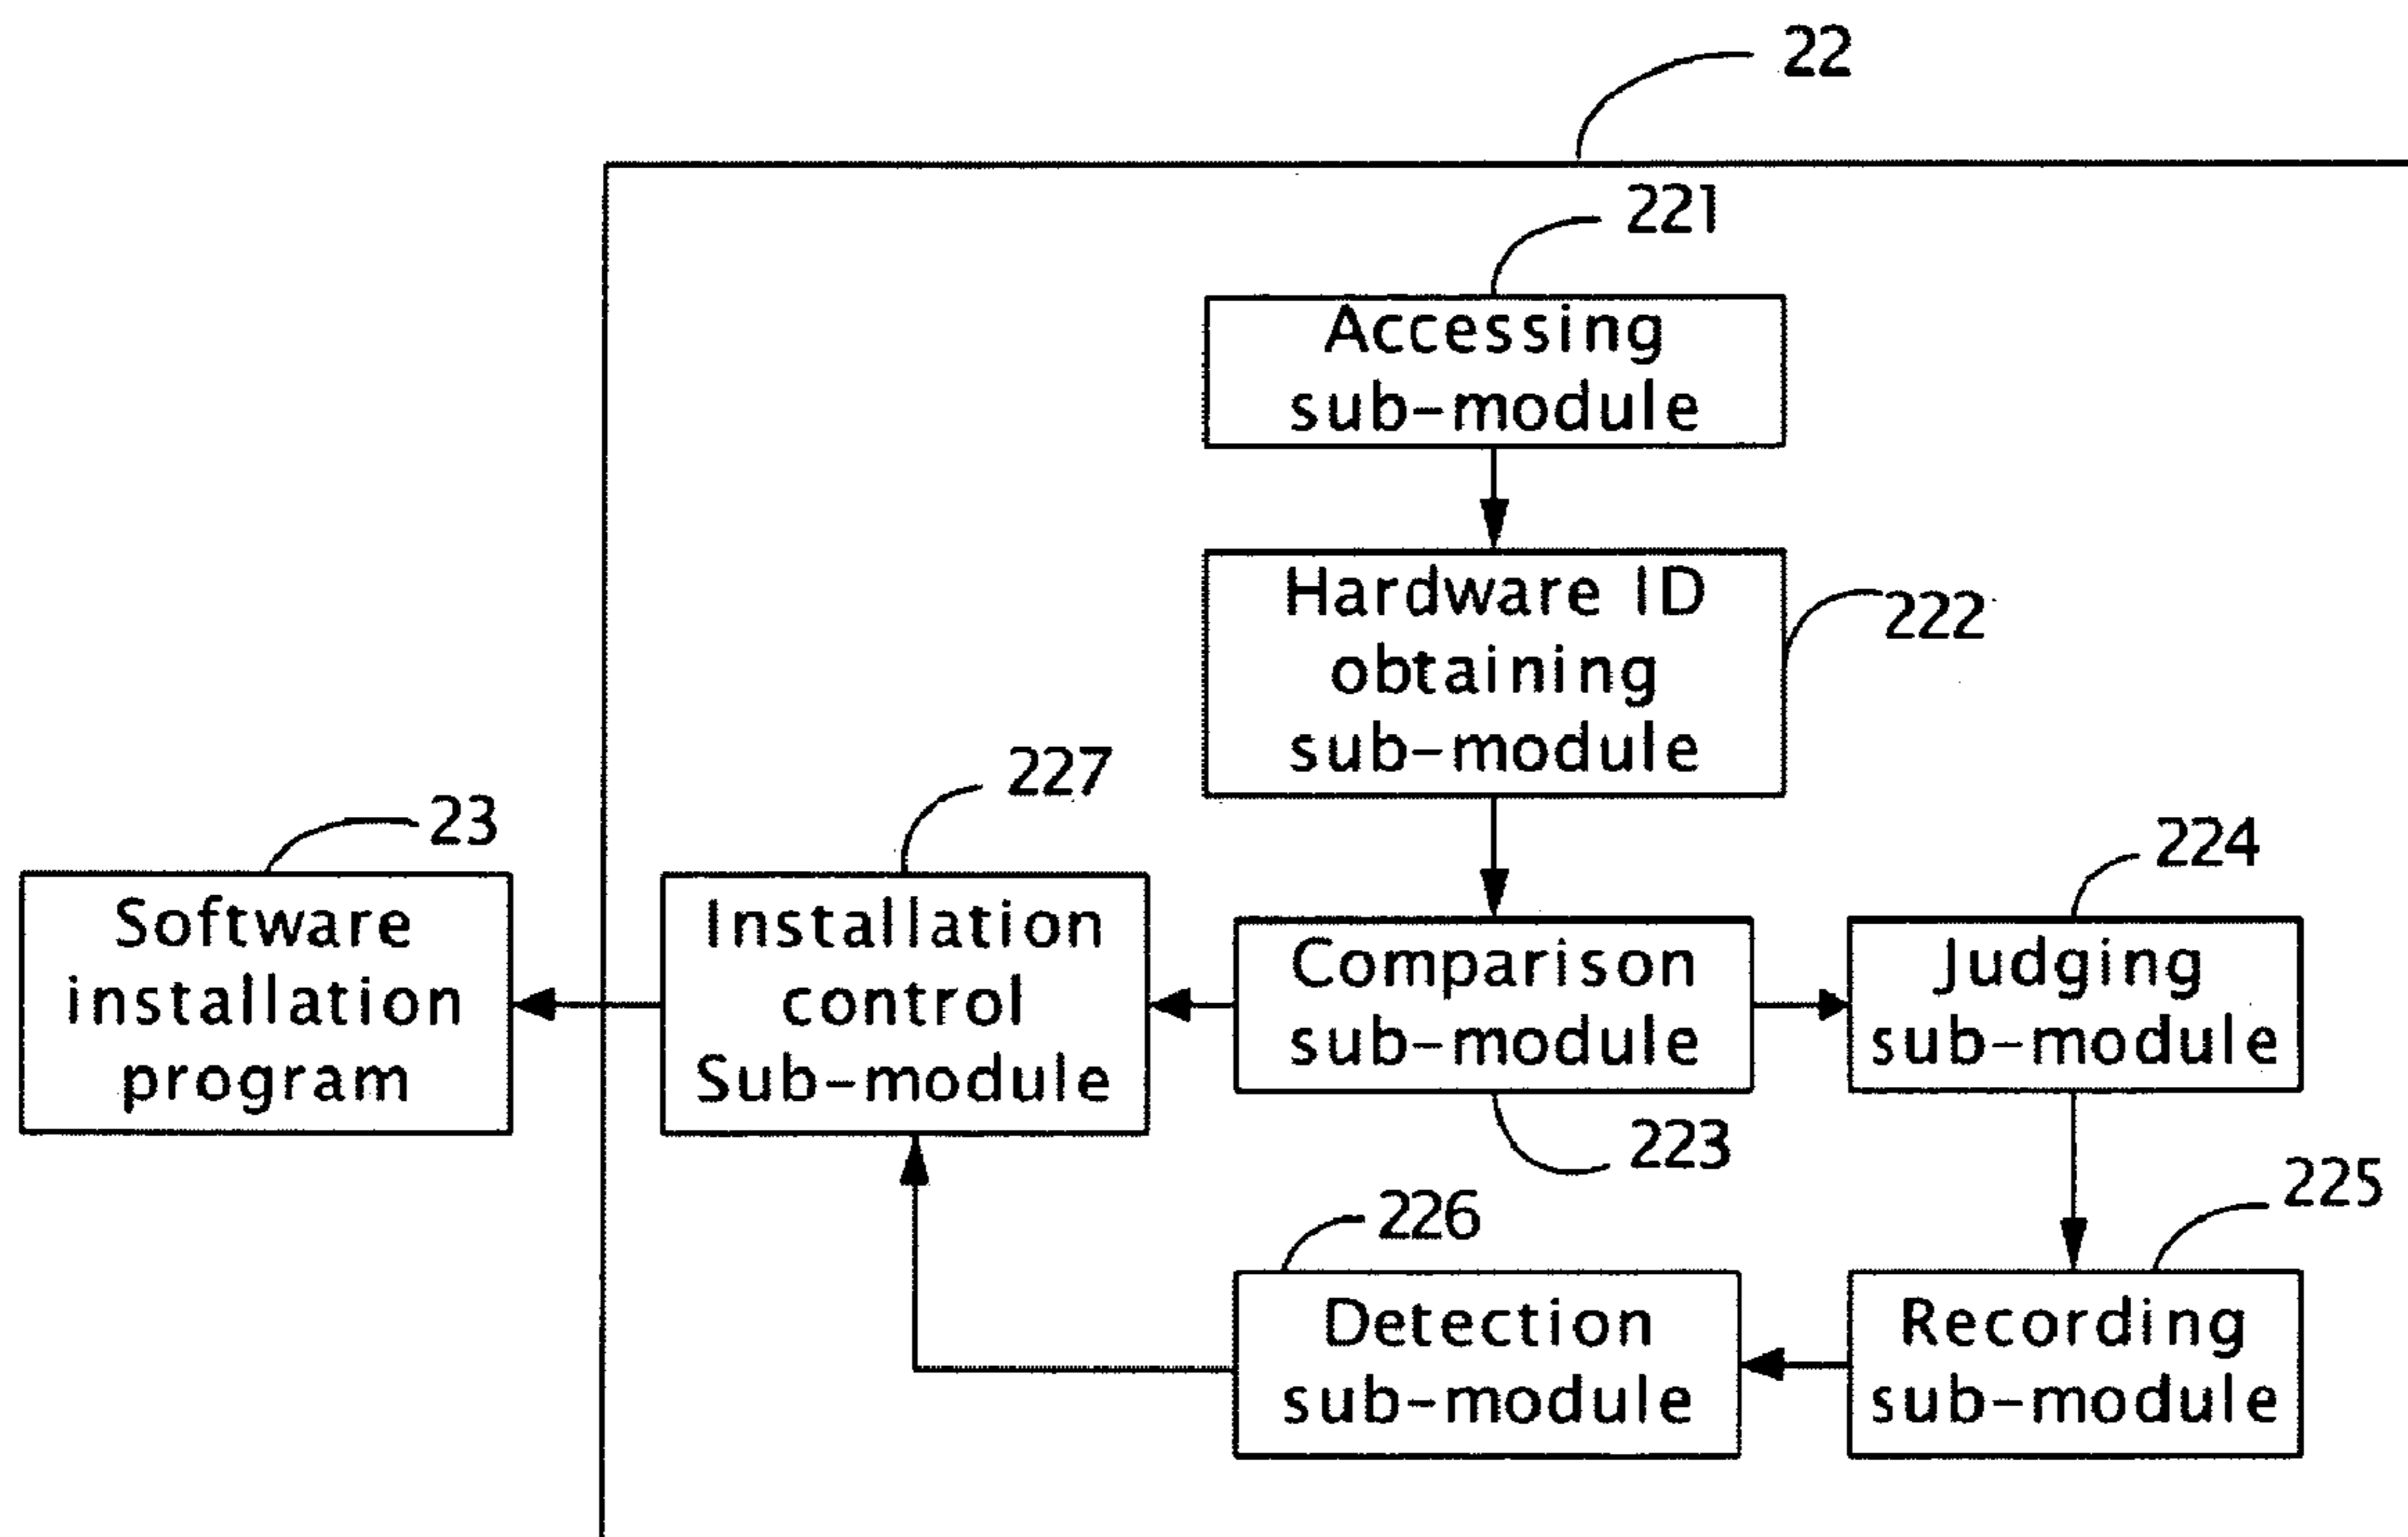 22
221
Accessing
sub-module
Hardware ID
obtaining
sub-module
222
227
23
224
Software
installation
program
Installation
control
Sub-module
Comparison
sub-module
Judging
sub-module
223
225
226
Detection
sub-module
Recording
sub-module